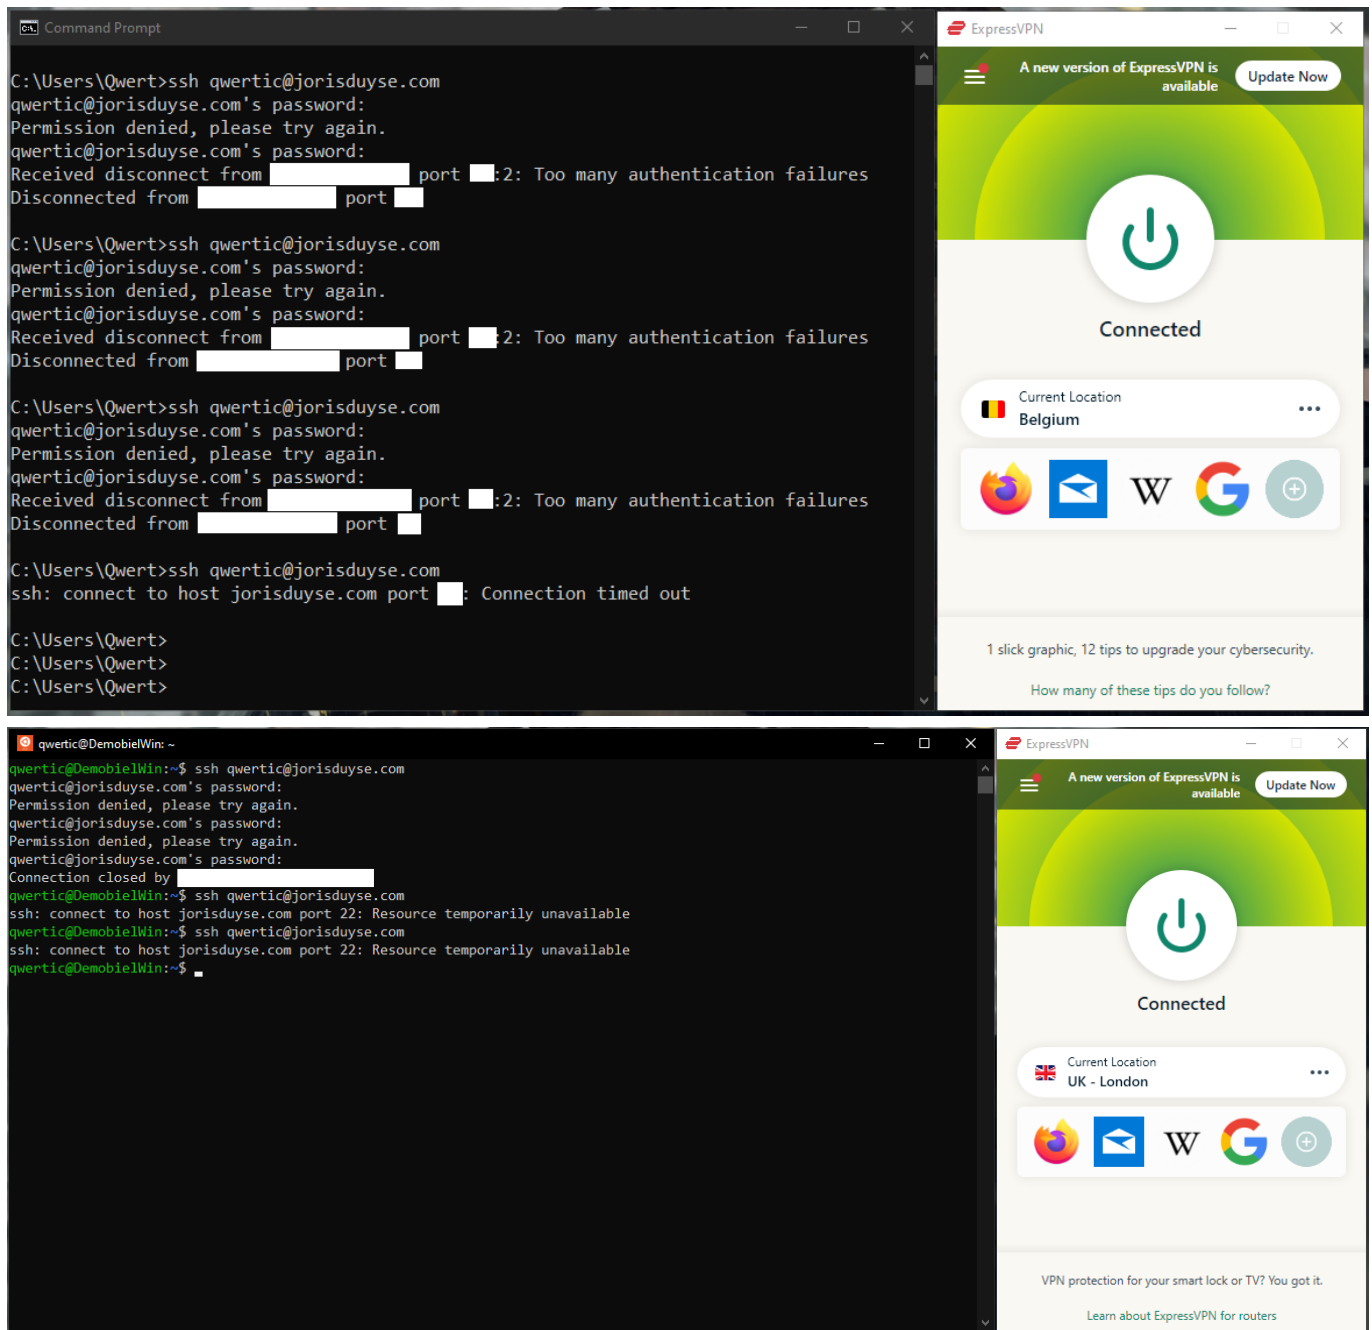 Command Prompt
C:\Users\Qwert>ssh qwertic@jorisduyse.com
qwertic@jorisduyse.com's password:
Permission denied, please try again.
qwertic@jorisduyse.com's password:
Received disconnect from port :2: Too many authentication failures
Disconnected from port
C:\Users\Qwert>ssh qwertic@jorisduyse.com
qwertic@jorisduyse.com's password:
Permission denied, please try again.
qwertic@jorisduyse.com's password:
Received disconnect from port :2: Too many authentication failures
Disconnected from port
C:\Users\Qwert>ssh qwertic@jorisduyse.com
qwertic@jorisduyse.com's password:
Permission denied, please try again.
qwertic@jorisduyse.com's password:
Received disconnect from port :2: Too many authentication failures
Disconnected from port
C:\Users\Qwert>ssh qwertic@jorisduyse.com
ssh: connect to host jorisduyse.com port : Connection timed out
C:\Users\Qwert>
C:\Users\Qwert>
C:\Users\Qwert>
ExpressVPN
A new version of ExpressVPN is
available
Update Now
Connected
Current Location
Belgium
W
G
1 slick graphic, 12 tips to upgrade your cybersecurity.
How many of these tips do you follow?
qwertic@DemobielWin: ~
qwertic@DemobielWin:~$ ssh qwertic@jorisduyse.com
qwertic@jorisduyse.com's password:
Permission denied, please try again.
qwertic@jorisduyse.com's password:
Permission denied, please try again.
qwertic@jorisduyse.com's password:
Connection closed by
qwertic@DemobielWin:~$ ssh qwertic@jorisduyse.com
ssh: connect to host jorisduyse.com port 22: Resource temporarily unavailable
qwertic@DemobielWin:~$ ssh qwertic@jorisduyse.com
ssh: connect to host jorisduyse.com port 22: Resource temporarily unavailable
qwertic@DemobielWin:~$
ExpressVPN
A new version of ExpressVPN is
available
Update Now
Connected
Current Location
UK - London
W
G
VPN protection for your smart lock or TV? You got it.
Learn about ExpressVPN for routers